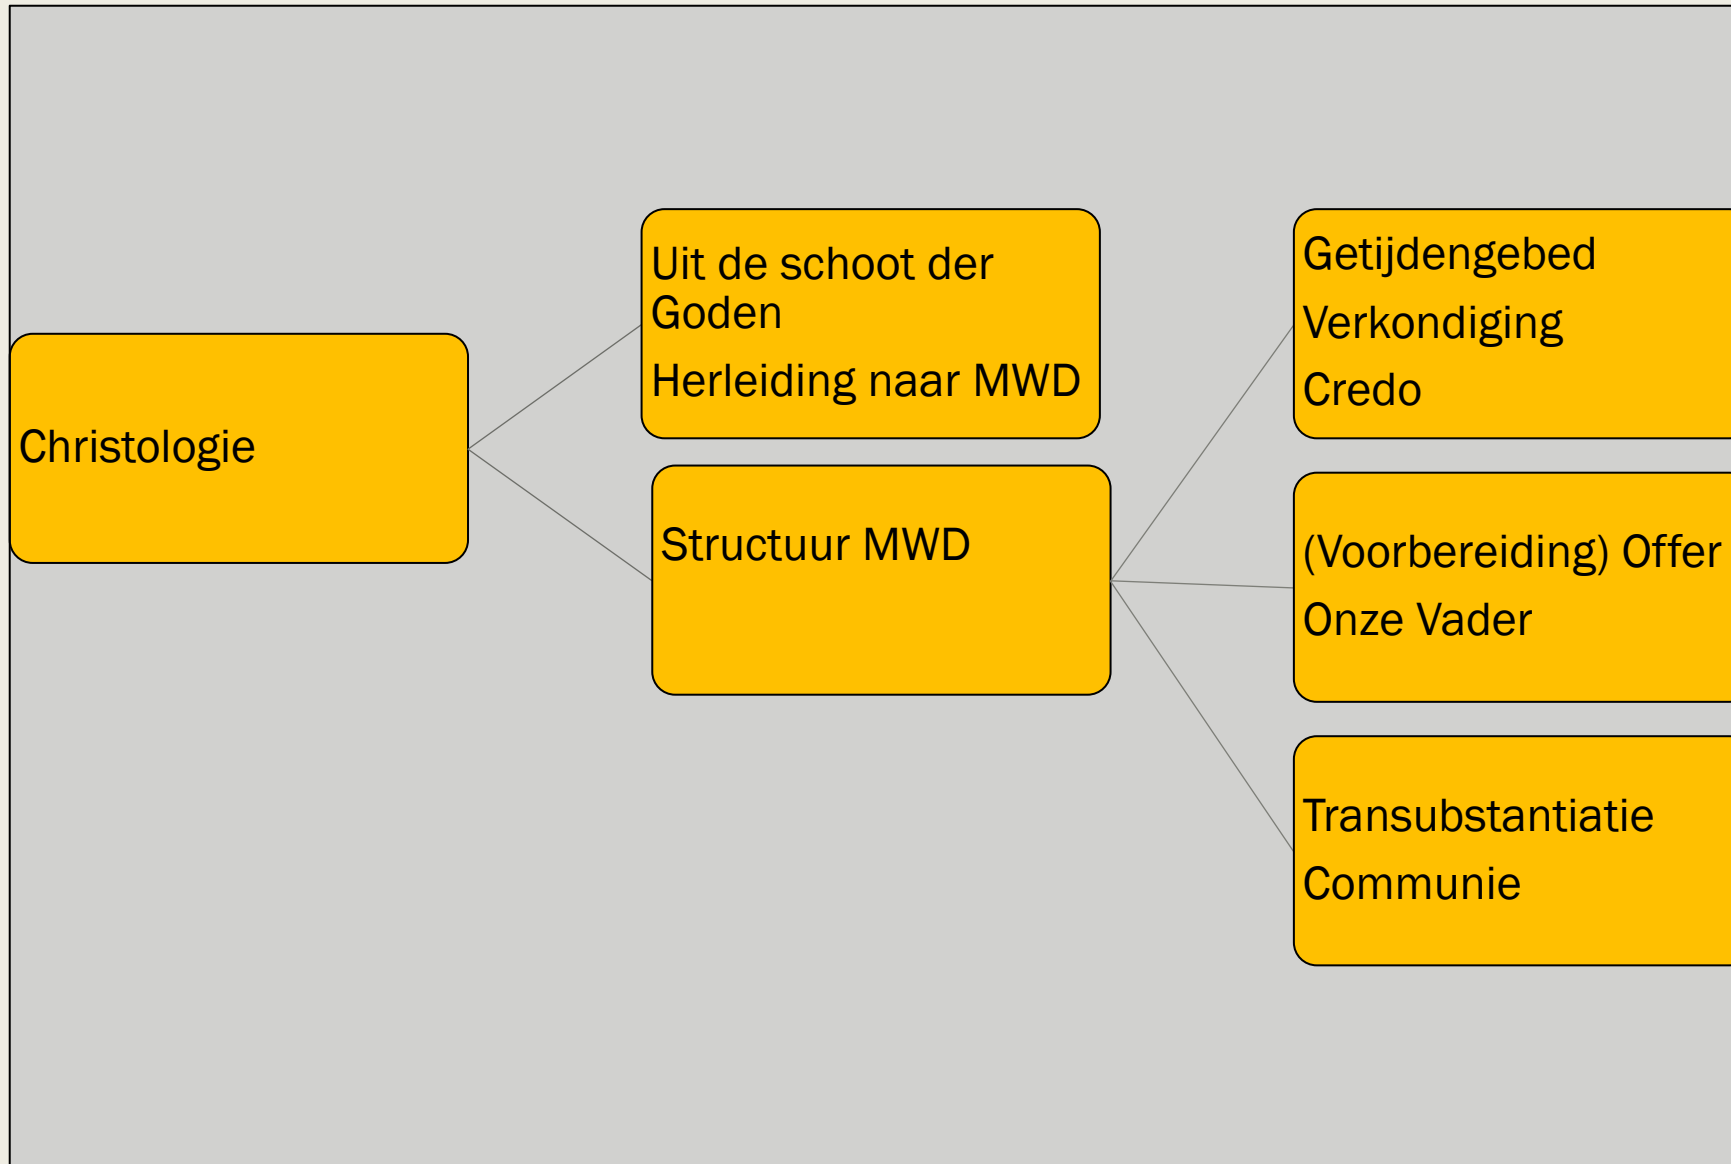 Christologie
Uit de schoot der
Goden
Herleiding naar MWD
Structuur MWD
Getijdengebed
Verkondiging
Credo
(Voorbereiding) Offer
Onze Vader
Transubstantiatie
Communie